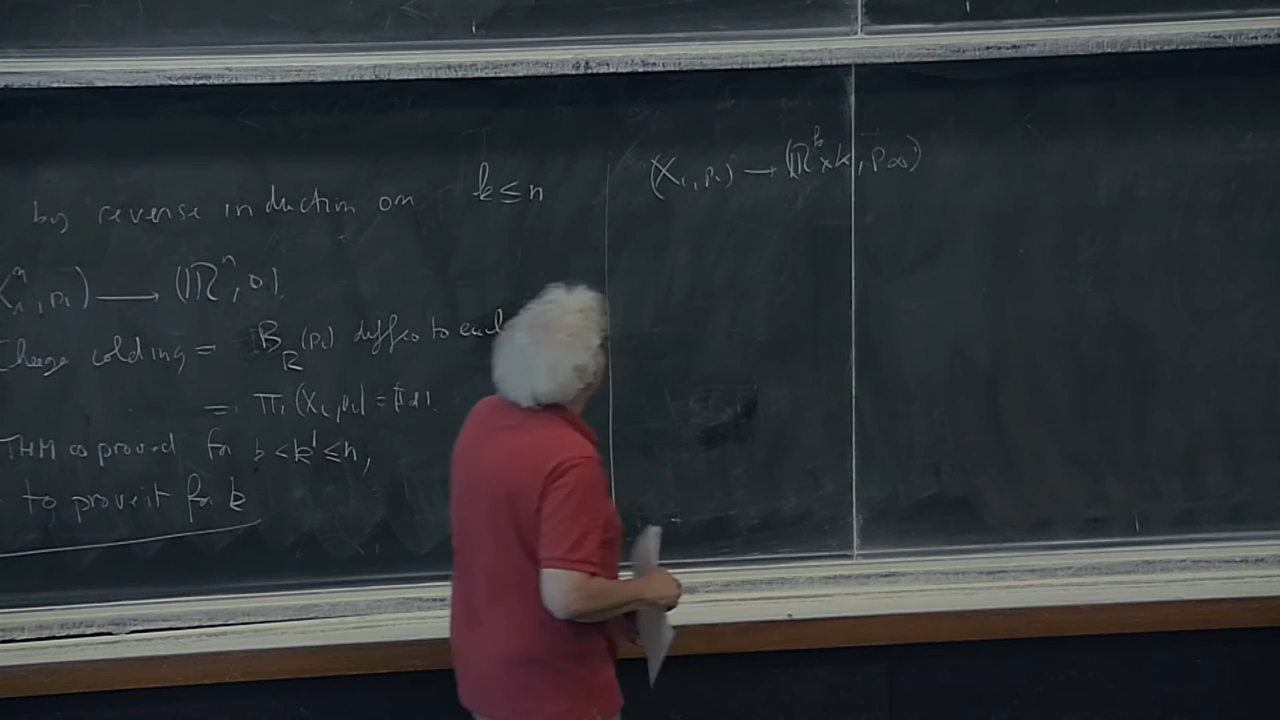 by reverse induction on k ≤ n
(X_i^n, p_i) → (ℝ^n, 0).
Cheeger colding = B_R(p_i) diffeo to eucl
= π_1(X_i, p_i) = {1}.
THM is proved for k < k' ≤ n,
to prove it for k
(X_i, p_i) → (ℝ^k × K, p_∞)